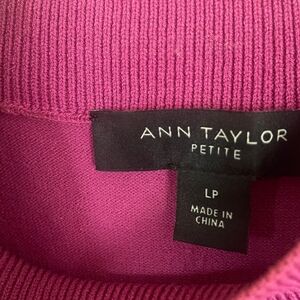 ANN TAYLOR
PETITE
LP
MADE IN
CHINA